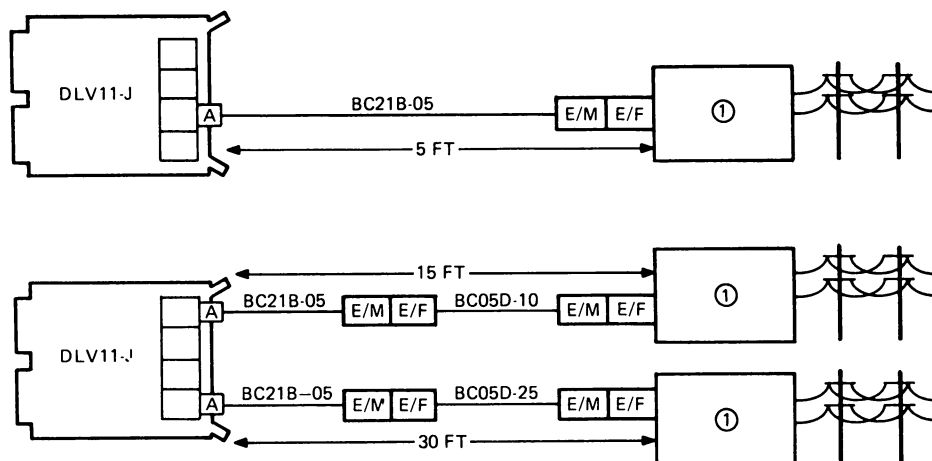 DLV11-J
A
BC21B-05
E/M E/F
1
5 FT
15 FT
BC21B-05
BC05D-10
A
E/M E/F
E/M E/F
1
DLV11-J
BC21B—05
BC05D-25
A
E/M E/F
E/M E/F
1
30 FT